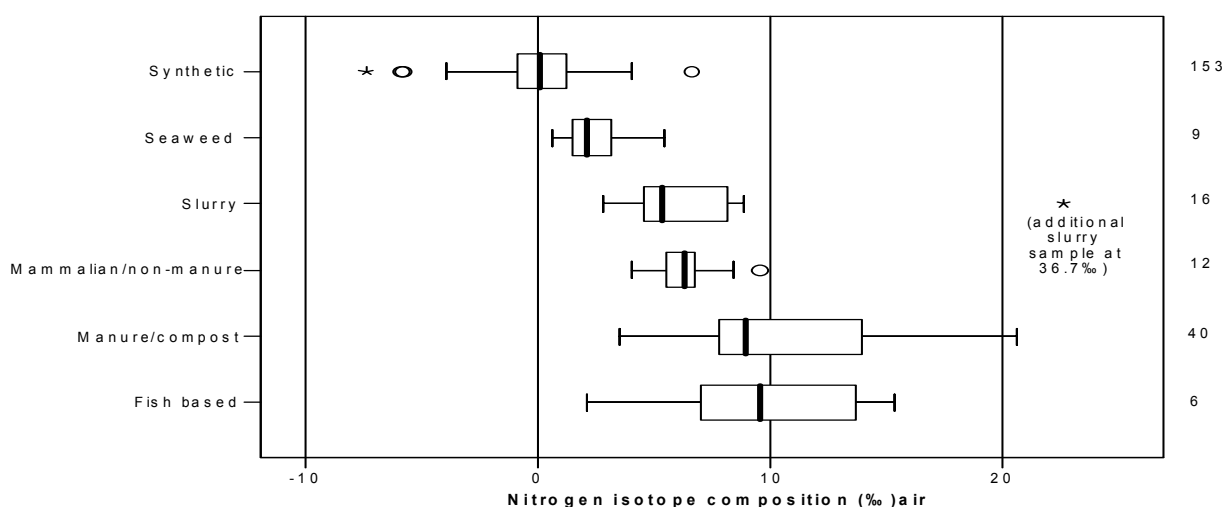 Synthetic
153
Seaweed
9
Slurry
16
*
(additional
slurry
sample at
36.7‰)
Mammalian/non-manure
12
Manure/compost
40
Fish based
6
-10
0
10
20
Nitrogen isotope composition (‰)air